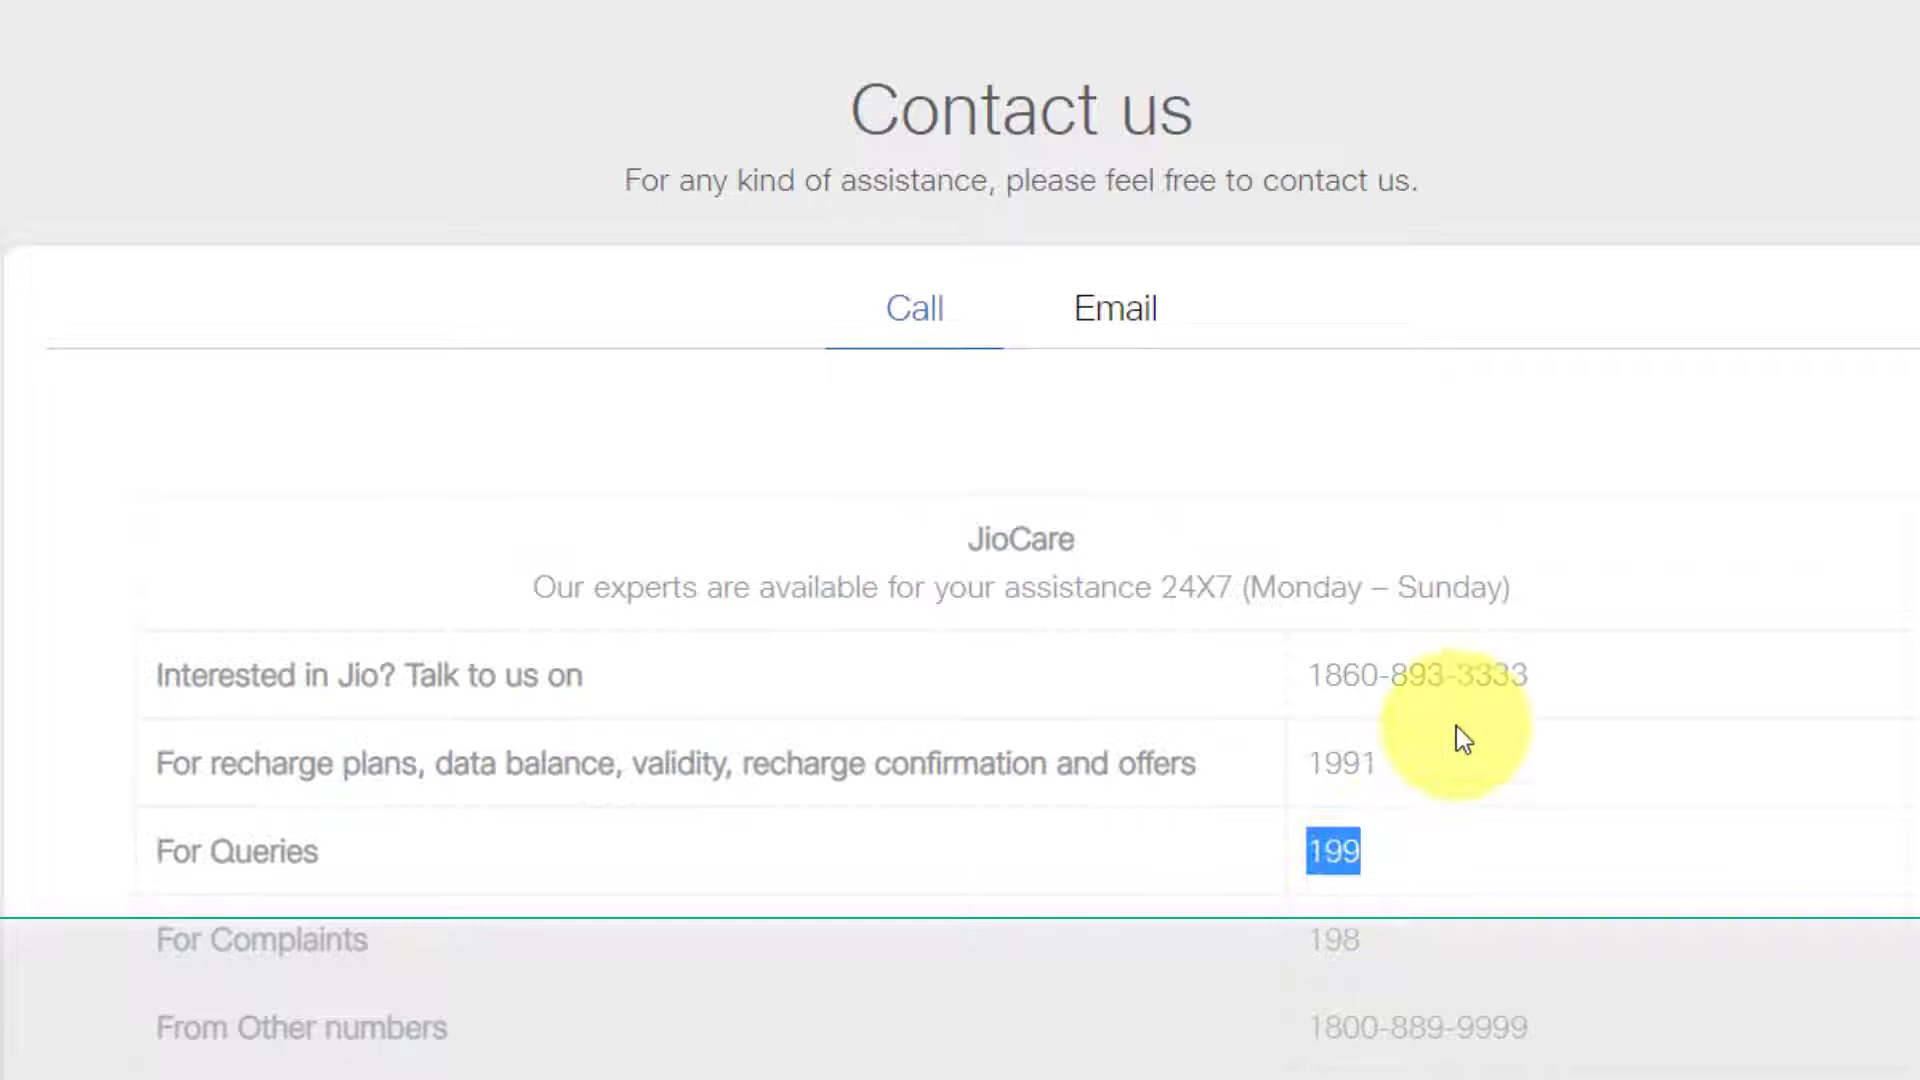 Contact us
For any kind of assistance, please feel free to contact us.
Call Email
JioCare
Our experts are available for your assistance 24X7 (Monday – Sunday)
Interested in Jio? Talk to us on 1860-893-3333
For recharge plans, data balance, validity, recharge confirmation and offers 1991
For Queries 199
For Complaints 198
From Other numbers 1800-889-9999